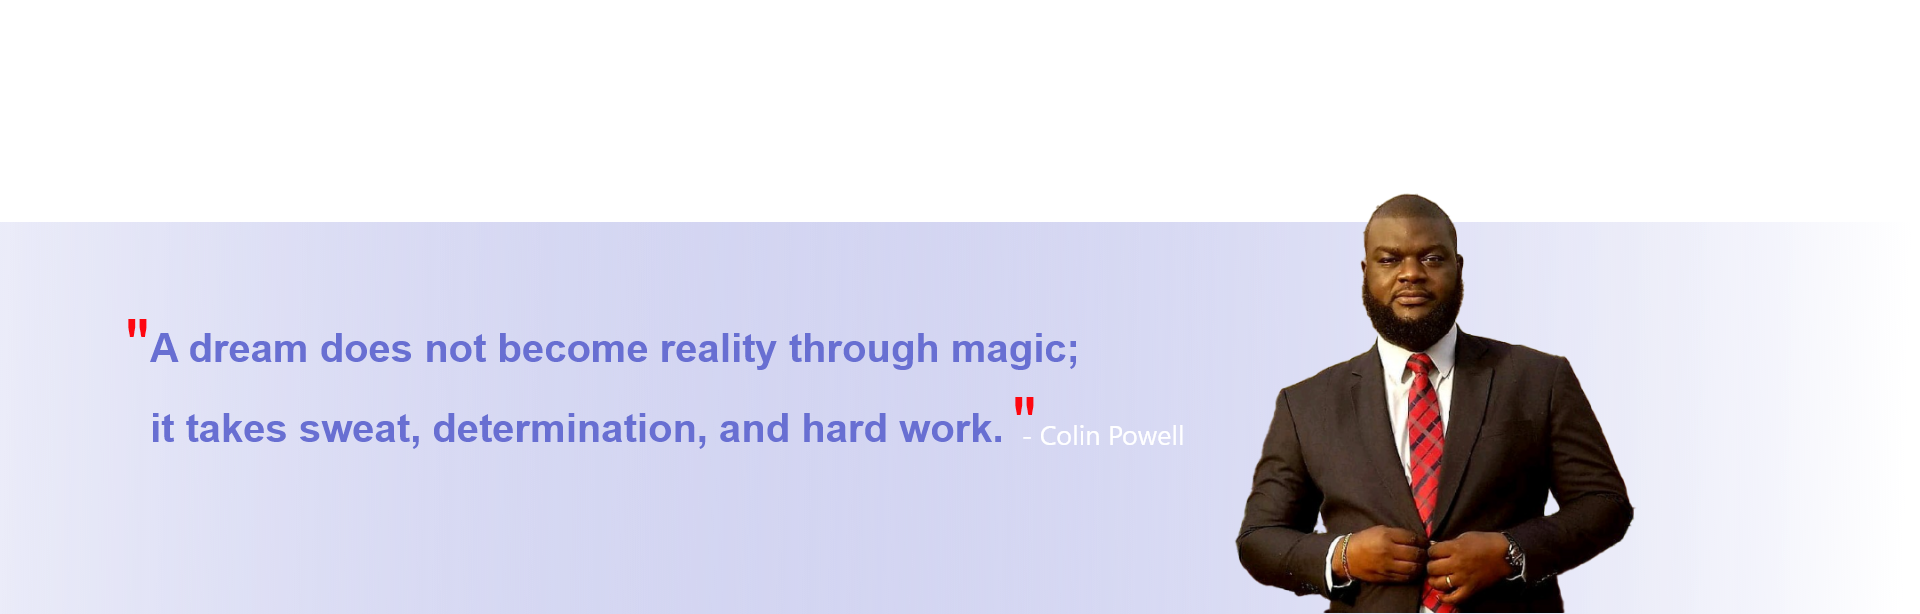 "A dream does not become reality through magic;
it takes sweat, determination, and hard work. " - Colin Powell